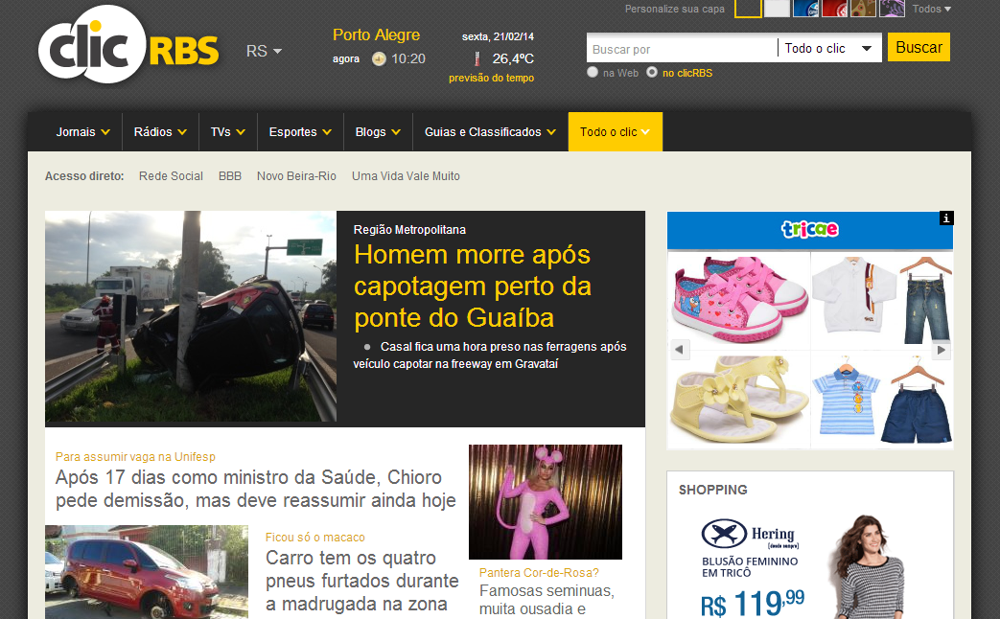 Personalize sua capa
Todos
clic RBS
RS
Porto Alegre
sexta, 21/02/14
agora 10:20
26,4ºC
previsão do tempo
Buscar por
Todo o clic
Buscar
na Web
no clicRBS
Jornais
Rádios
TVs
Esportes
Blogs
Guias e Classificados
Todo o clic
Acesso direto:
Rede Social
BBB
Novo Beira-Rio
Uma Vida Vale Muito
Região Metropolitana
Homem morre após
capotagem perto da
ponte do Guaíba
Casal fica uma hora preso nas ferragens após
veículo capotar na freeway em Gravataí
i
tricae
Para assumir vaga na Unifesp
Após 17 dias como ministro da Saúde, Chioro
pede demissão, mas deve reassumir ainda hoje
Ficou só o macaco
Carro tem os quatro
pneus furtados durante
a madrugada na zona
Pantera Cor-de-Rosa?
Famosas seminuas,
muita ousadia e
SHOPPING
Hering
[desde sempre]
BLUSÃO FEMININO
EM TRICÔ
R$ 119,99